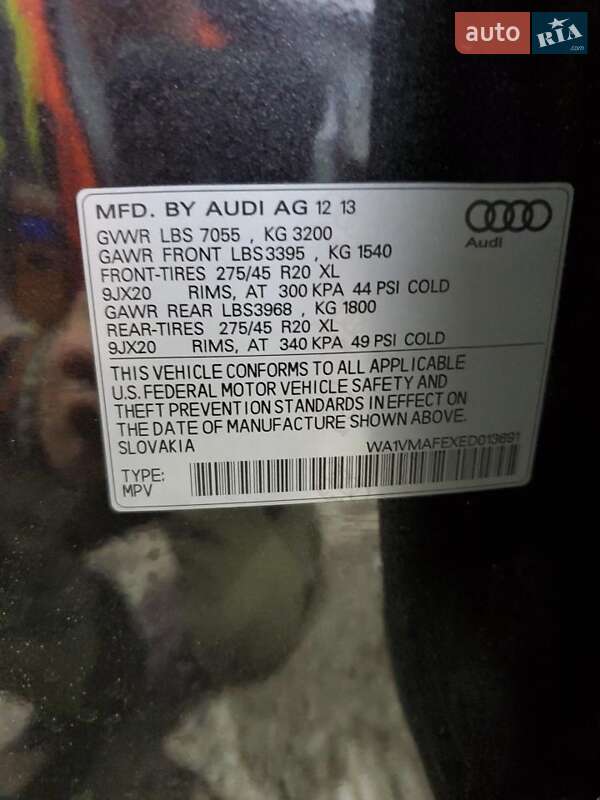 auto RIA
.com
MFD. BY AUDI AG 12 13
Audi
GVWR LBS 7055 , KG 3200
GAWR FRONT LBS3395 , KG 1540
FRONT-TIRES 275/45 R20 XL
9JX20 RIMS, AT 300 KPA 44 PSI COLD
GAWR REAR LBS3968 , KG 1800
REAR-TIRES 275/45 R20 XL
9JX20 RIMS, AT 340 KPA 49 PSI COLD
THIS VEHICLE CONFORMS TO ALL APPLICABLE
U.S. FEDERAL MOTOR VEHICLE SAFETY AND
THEFT PREVENTION STANDARDS IN EFFECT ON
THE DATE OF MANUFACTURE SHOWN ABOVE.
SLOVAKIA WA1VMAFEXED013691
TYPE:
MPV